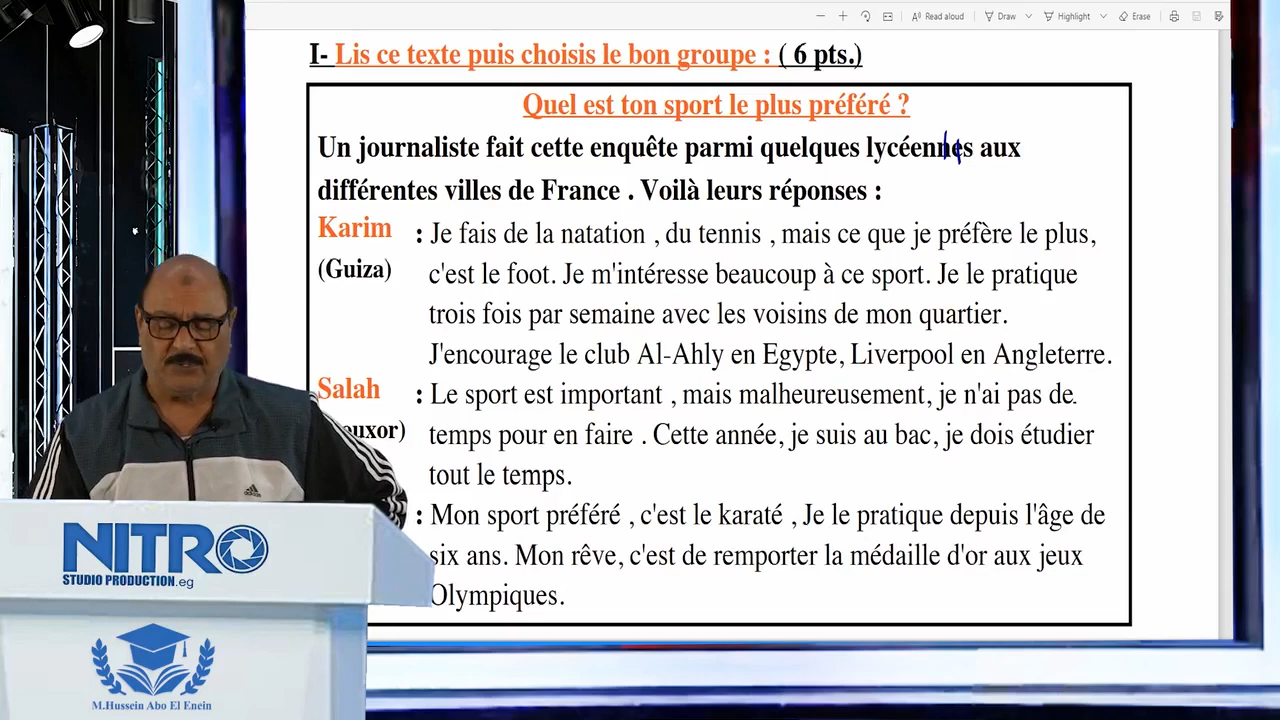 Read aloud
Draw
Highlight
Erase
I- Lis ce texte puis choisis le bon groupe : ( 6 pts.)
Quel est ton sport le plus préféré ?
Un journaliste fait cette enquête parmi quelques lycéennes aux
différentes villes de France . Voilà leurs réponses :
Karim : Je fais de la natation , du tennis , mais ce que je préfère le plus,
(Guiza) c'est le foot. Je m'intéresse beaucoup à ce sport. Je le pratique
trois fois par semaine avec les voisins de mon quartier.
J'encourage le club Al-Ahly en Egypte, Liverpool en Angleterre.
Salah : Le sport est important , mais malheureusement, je n'ai pas de
temps pour en faire . Cette année, je suis au bac, je dois étudier
tout le temps.
: Mon sport préféré , c'est le karaté , Je le pratique depuis l'âge de
six ans. Mon rêve, c'est de remporter la médaille d'or aux jeux
Olympiques.
adidas
NITRO
STUDIO PRODUCTION.eg
M.Hussein Abo El Enein